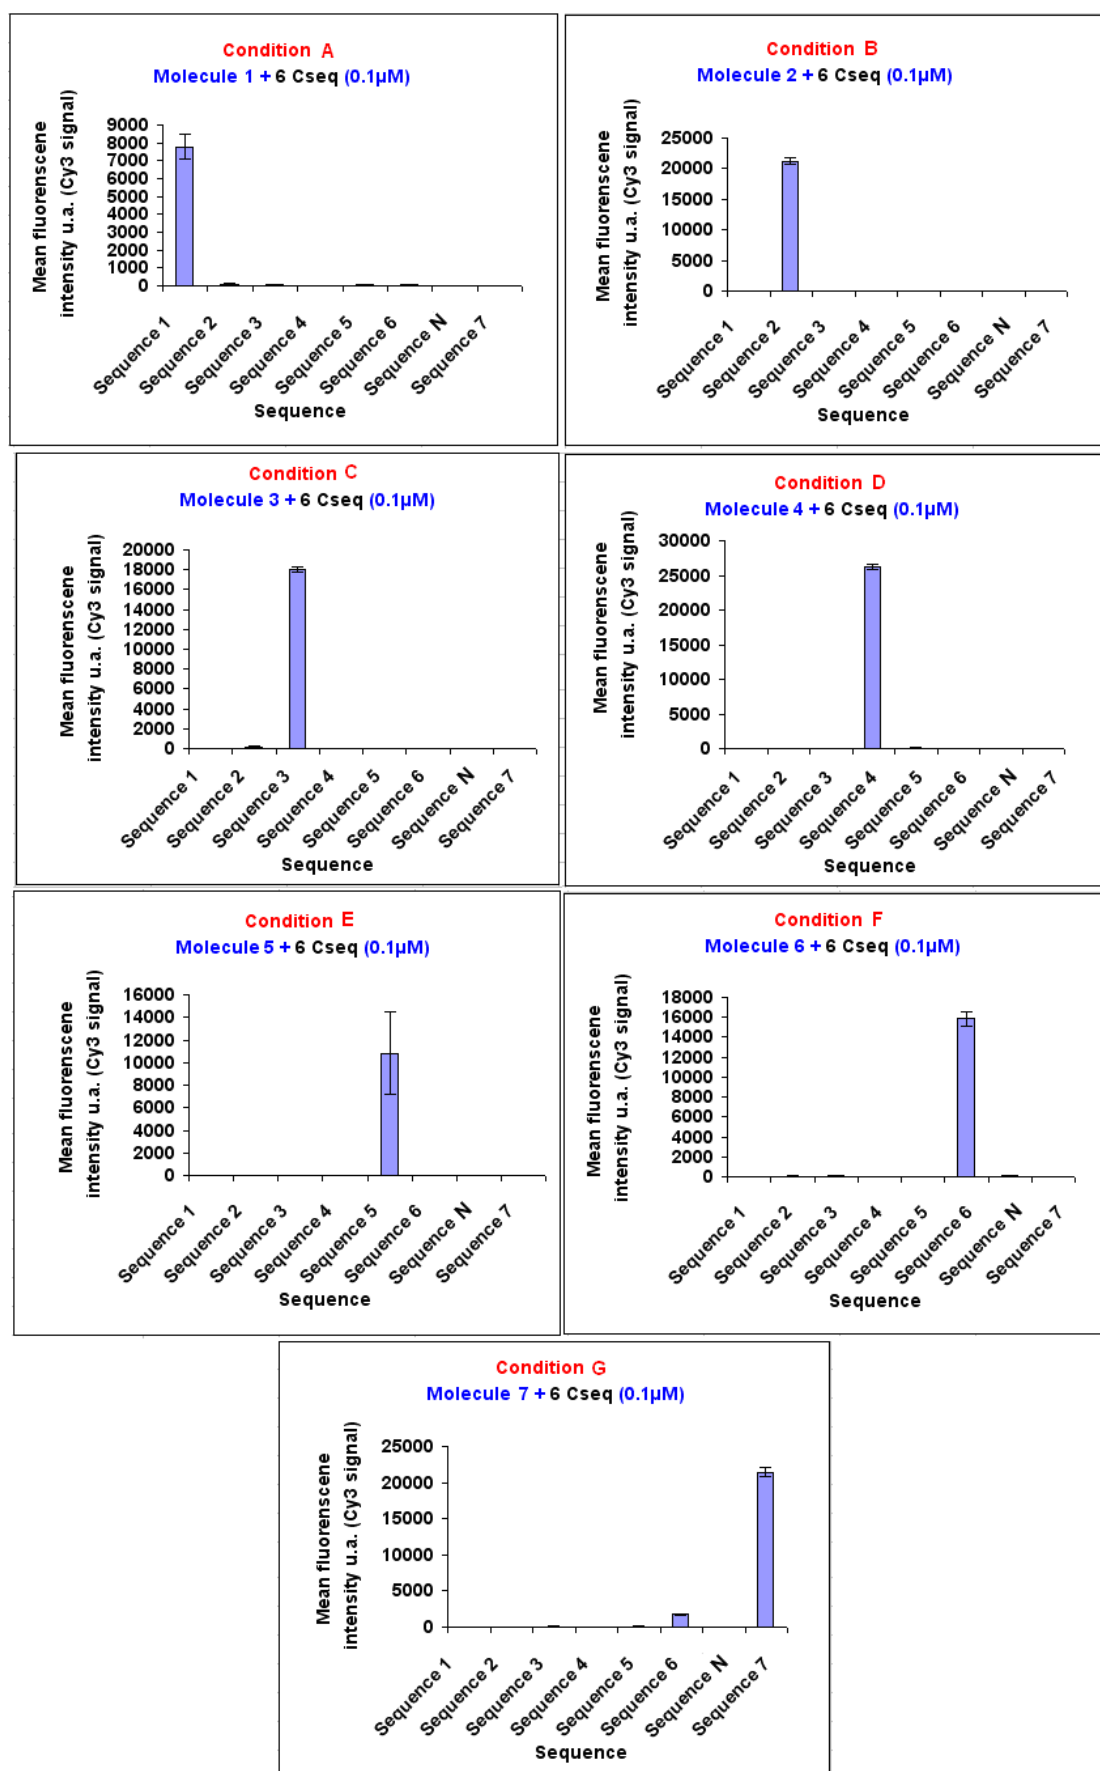 Condition A
Molecule 1 + 6 Cseq (0.1µM)
Mean fluorenscene
intensity u.a. (Cy3 signal)
9000
8000
7000
6000
5000
4000
3000
2000
1000
0
Sequence 1
Sequence 2
Sequence 3
Sequence 4
Sequence 5
Sequence 6
Sequence N
Sequence 7
Sequence
Condition B
Molecule 2 + 6 Cseq (0.1µM)
Mean fluorenscene
intensity u.a. (Cy3 signal)
25000
20000
15000
10000
5000
0
Sequence 1
Sequence 2
Sequence 3
Sequence 4
Sequence 5
Sequence 6
Sequence N
Sequence 7
Sequence
Condition C
Molecule 3 + 6 Cseq (0.1µM)
Mean fluorenscene
intensity u.a. (Cy3 signal)
20000
18000
16000
14000
12000
10000
8000
6000
4000
2000
0
Sequence 1
Sequence 2
Sequence 3
Sequence 4
Sequence 5
Sequence 6
Sequence N
Sequence 7
Sequence
Condition D
Molecule 4 + 6 Cseq (0.1µM)
Mean fluorenscene
intensity u.a. (Cy3 signal)
30000
25000
20000
15000
10000
5000
0
Sequence 1
Sequence 2
Sequence 3
Sequence 4
Sequence 5
Sequence 6
Sequence N
Sequence 7
Sequence
Condition E
Molecule 5 + 6 Cseq (0.1µM)
Mean fluorenscene
intensity u.a. (Cy3 signal)
16000
14000
12000
10000
8000
6000
4000
2000
0
Sequence 1
Sequence 2
Sequence 3
Sequence 4
Sequence 5
Sequence 6
Sequence N
Sequence 7
Sequence
Condition F
Molecule 6 + 6 Cseq (0.1µM)
Mean fluorenscene
intensity u.a. (Cy3 signal)
18000
16000
14000
12000
10000
8000
6000
4000
2000
0
Sequence 1
Sequence 2
Sequence 3
Sequence 4
Sequence 5
Sequence 6
Sequence N
Sequence 7
Sequence
Condition G
Molecule 7 + 6 Cseq (0.1µM)
Mean fluorenscene
intensity u.a. (Cy3 signal)
25000
20000
15000
10000
5000
0
Sequence 1
Sequence 2
Sequence 3
Sequence 4
Sequence 5
Sequence 6
Sequence N
Sequence 7
Sequence